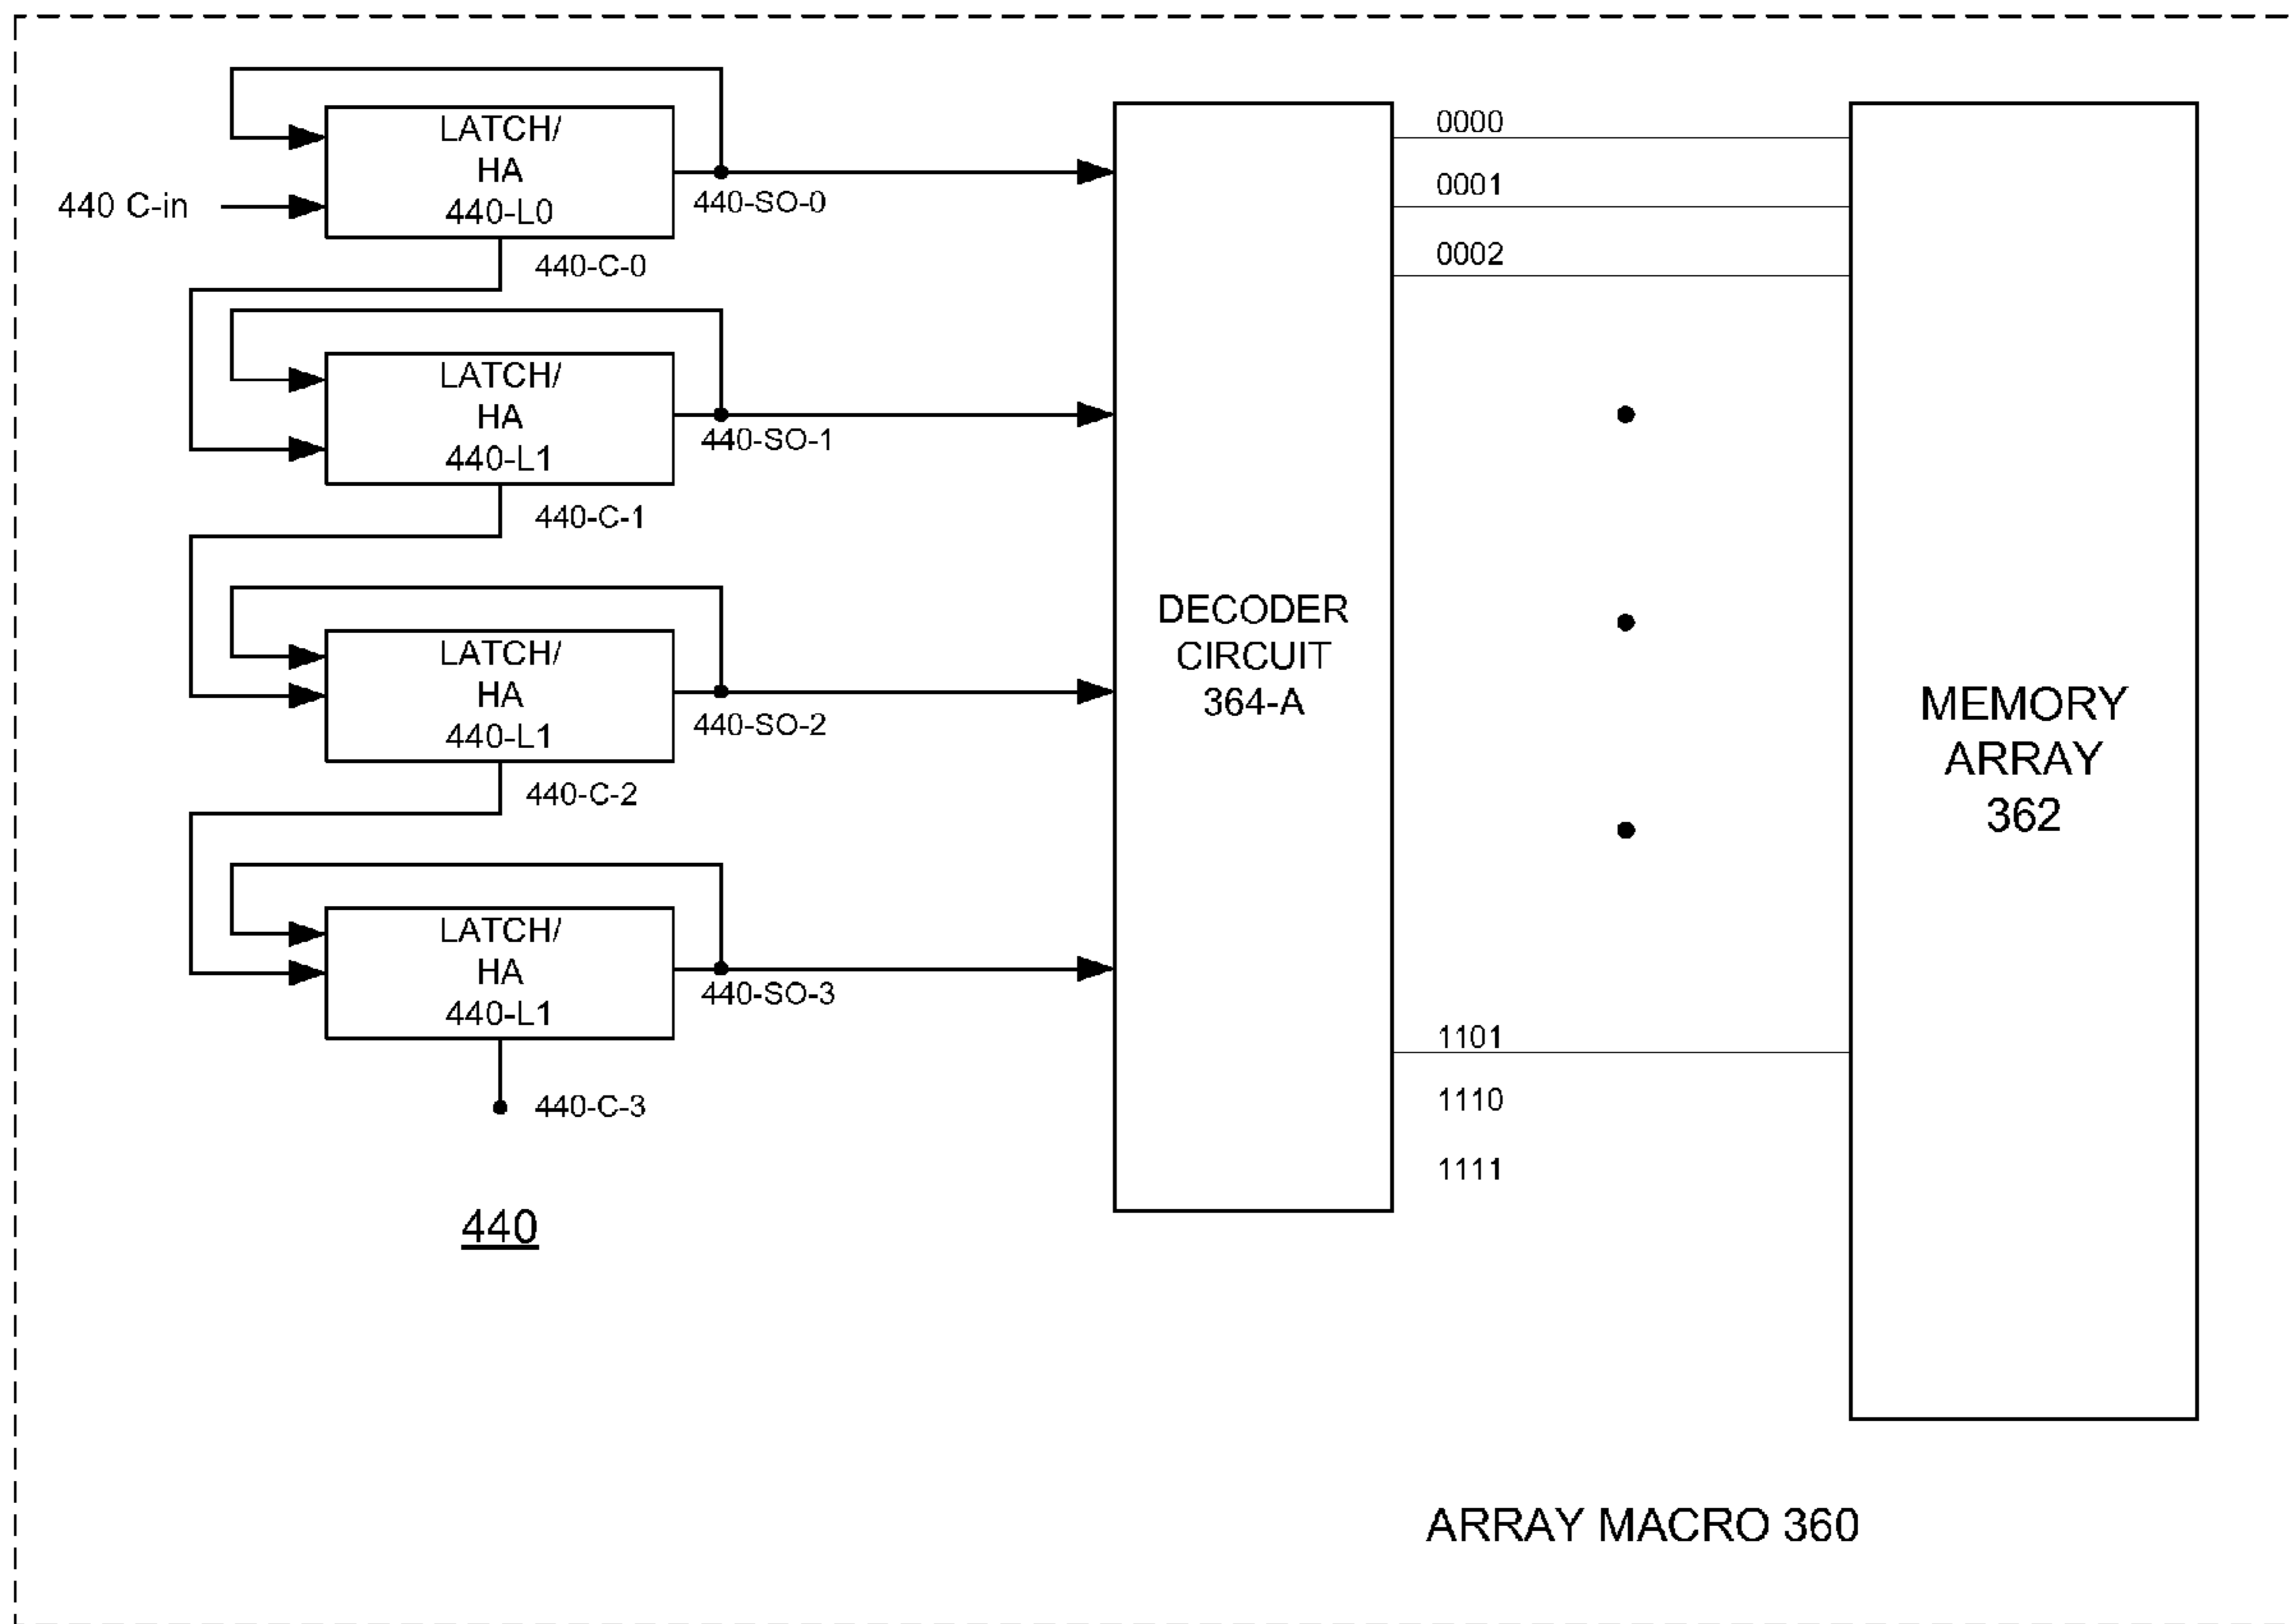 LATCH/
HA
440-L0
440 C-in
440-SO-0
440-C-0
LATCH/
HA
440-L1
440-SO-1
440-C-1
LATCH/
HA
440-L1
440-SO-2
440-C-2
LATCH/
HA
440-L1
440-SO-3
440-C-3
440
DECODER
CIRCUIT
364-A
0000
0001
0002
1101
1110
1111
MEMORY
ARRAY
362
ARRAY MACRO 360